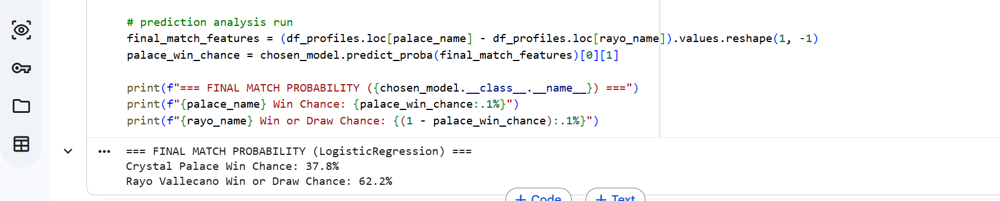 # prediction analysis run
final_match_features = (df_profiles.loc[palace_name] - df_profiles.loc[rayo_name]).values.reshape(1, -1)
palace_win_chance = chosen_model.predict_proba(final_match_features)[0][1]
print(f"=== FINAL MATCH PROBABILITY ({chosen_model.__class__.__name__}) ===")
print(f"{palace_name} Win Chance: {palace_win_chance:.1%}")
print(f"{rayo_name} Win or Draw Chance: {(1 - palace_win_chance):.1%}")
=== FINAL MATCH PROBABILITY (LogisticRegression) ===
Crystal Palace Win Chance: 37.8%
Rayo Vallecano Win or Draw Chance: 62.2%
+ Code + Text